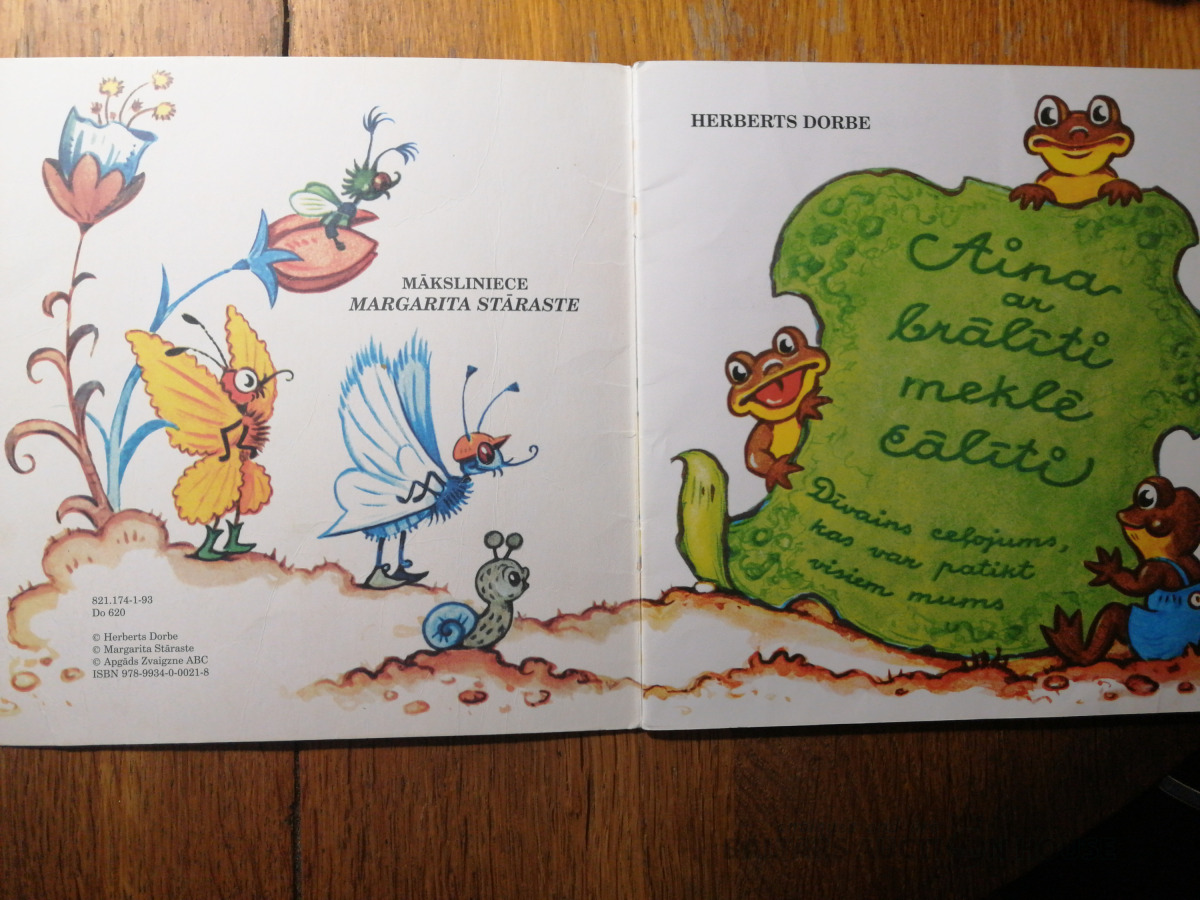 MĀKSLINIECE
MARGARITA STĀRASTE
821.174-1-93
Do 620
© Herberts Dorbe
© Margarita Stāraste
© Apgāds Zvaigzne ABC
ISBN 978-9934-0-0021-8
HERBERTS DORBE
Aina
ar
brālīti
meklē
cālīti
Dīvains ceļojums,
kas var patikt
visiem mums